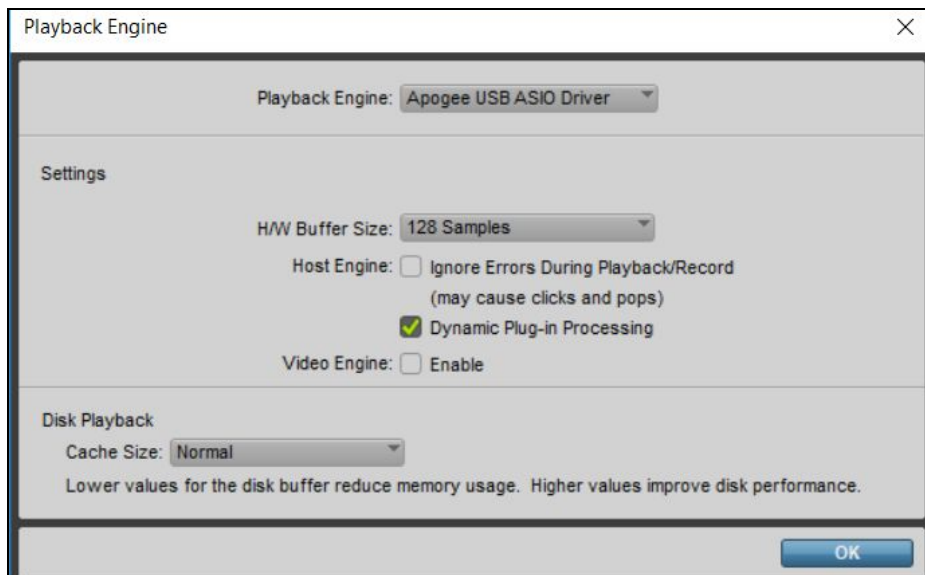 Playback Engine
Playback Engine: Apogee USB ASIO Driver
Settings
H/W Buffer Size: 128 Samples
Host Engine: Ignore Errors During Playback/Record
(may cause clicks and pops)
Dynamic Plug-in Processing
Video Engine: Enable
Disk Playback
Cache Size: Normal
Lower values for the disk buffer reduce memory usage. Higher values improve disk performance.
OK